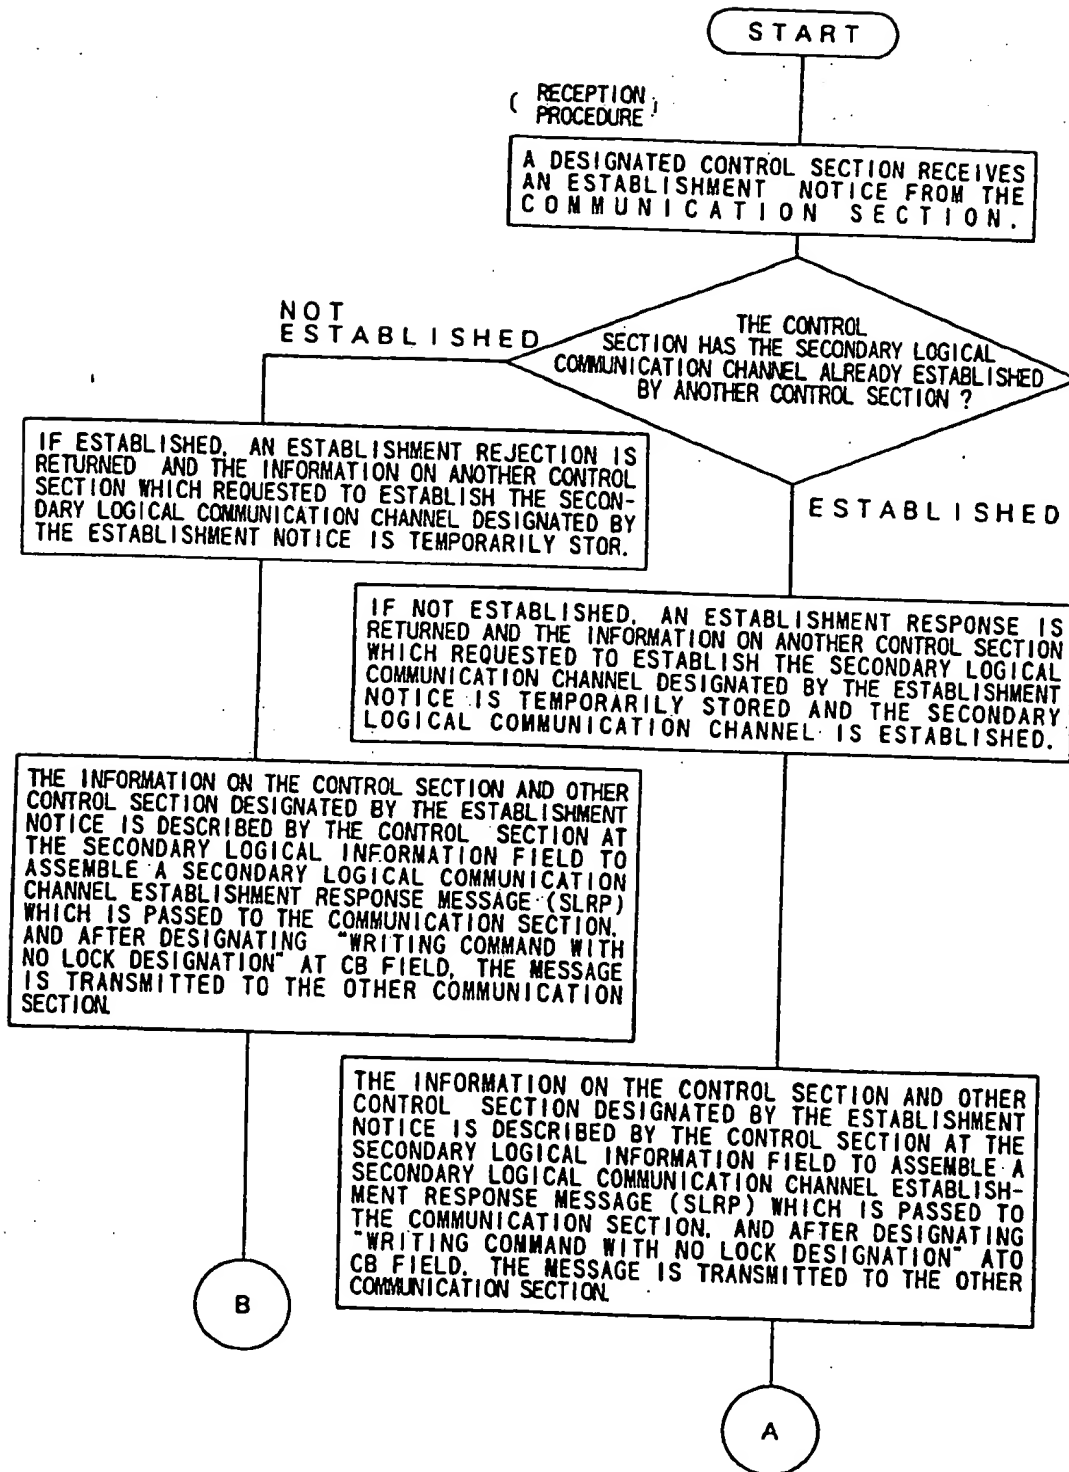 START
( RECEPTION
PROCEDURE )
A DESIGNATED CONTROL SECTION RECEIVES
AN ESTABLISHMENT NOTICE FROM THE
COMMUNICATION SECTION.
THE CONTROL
SECTION HAS THE SECONDARY LOGICAL
COMMUNICATION CHANNEL ALREADY ESTABLISHED
BY ANOTHER CONTROL SECTION ?
NOT
ESTABLISHED
IF ESTABLISHED, AN ESTABLISHMENT REJECTION IS
RETURNED AND THE INFORMATION ON ANOTHER CONTROL
SECTION WHICH REQUESTED TO ESTABLISH THE SECON-
DARY LOGICAL COMMUNICATION CHANNEL DESIGNATED BY
THE ESTABLISHMENT NOTICE IS TEMPORARILY STOR.
ESTABLISHED
IF NOT ESTABLISHED, AN ESTABLISHMENT RESPONSE IS
RETURNED AND THE INFORMATION ON ANOTHER CONTROL SECTION
WHICH REQUESTED TO ESTABLISH THE SECONDARY LOGICAL
COMMUNICATION CHANNEL DESIGNATED BY THE ESTABLISHMENT
NOTICE IS TEMPORARILY STORED AND THE SECONDARY
LOGICAL COMMUNICATION CHANNEL IS ESTABLISHED.
THE INFORMATION ON THE CONTROL SECTION AND OTHER
CONTROL SECTION DESIGNATED BY THE ESTABLISHMENT
NOTICE IS DESCRIBED BY THE CONTROL SECTION AT
THE SECONDARY LOGICAL INFORMATION FIELD TO
ASSEMBLE A SECONDARY LOGICAL COMMUNICATION
CHANNEL ESTABLISHMENT RESPONSE MESSAGE (SLRP)
WHICH IS PASSED TO THE COMMUNICATION SECTION.
AND AFTER DESIGNATING "WRITING COMMAND WITH
NO LOCK DESIGNATION" AT CB FIELD, THE MESSAGE
IS TRANSMITTED TO THE OTHER COMMUNICATION
SECTION.
THE INFORMATION ON THE CONTROL SECTION AND OTHER
CONTROL SECTION DESIGNATED BY THE ESTABLISHMENT
NOTICE IS DESCRIBED BY THE CONTROL SECTION AT THE
SECONDARY LOGICAL INFORMATION FIELD TO ASSEMBLE A
SECONDARY LOGICAL COMMUNICATION CHANNEL ESTABLISH-
MENT RESPONSE MESSAGE (SLRP) WHICH IS PASSED TO
THE COMMUNICATION SECTION. AND AFTER DESIGNATING
"WRITING COMMAND WITH NO LOCK DESIGNATION" ATO
CB FIELD, THE MESSAGE IS TRANSMITTED TO THE OTHER
COMMUNICATION SECTION.
B
A